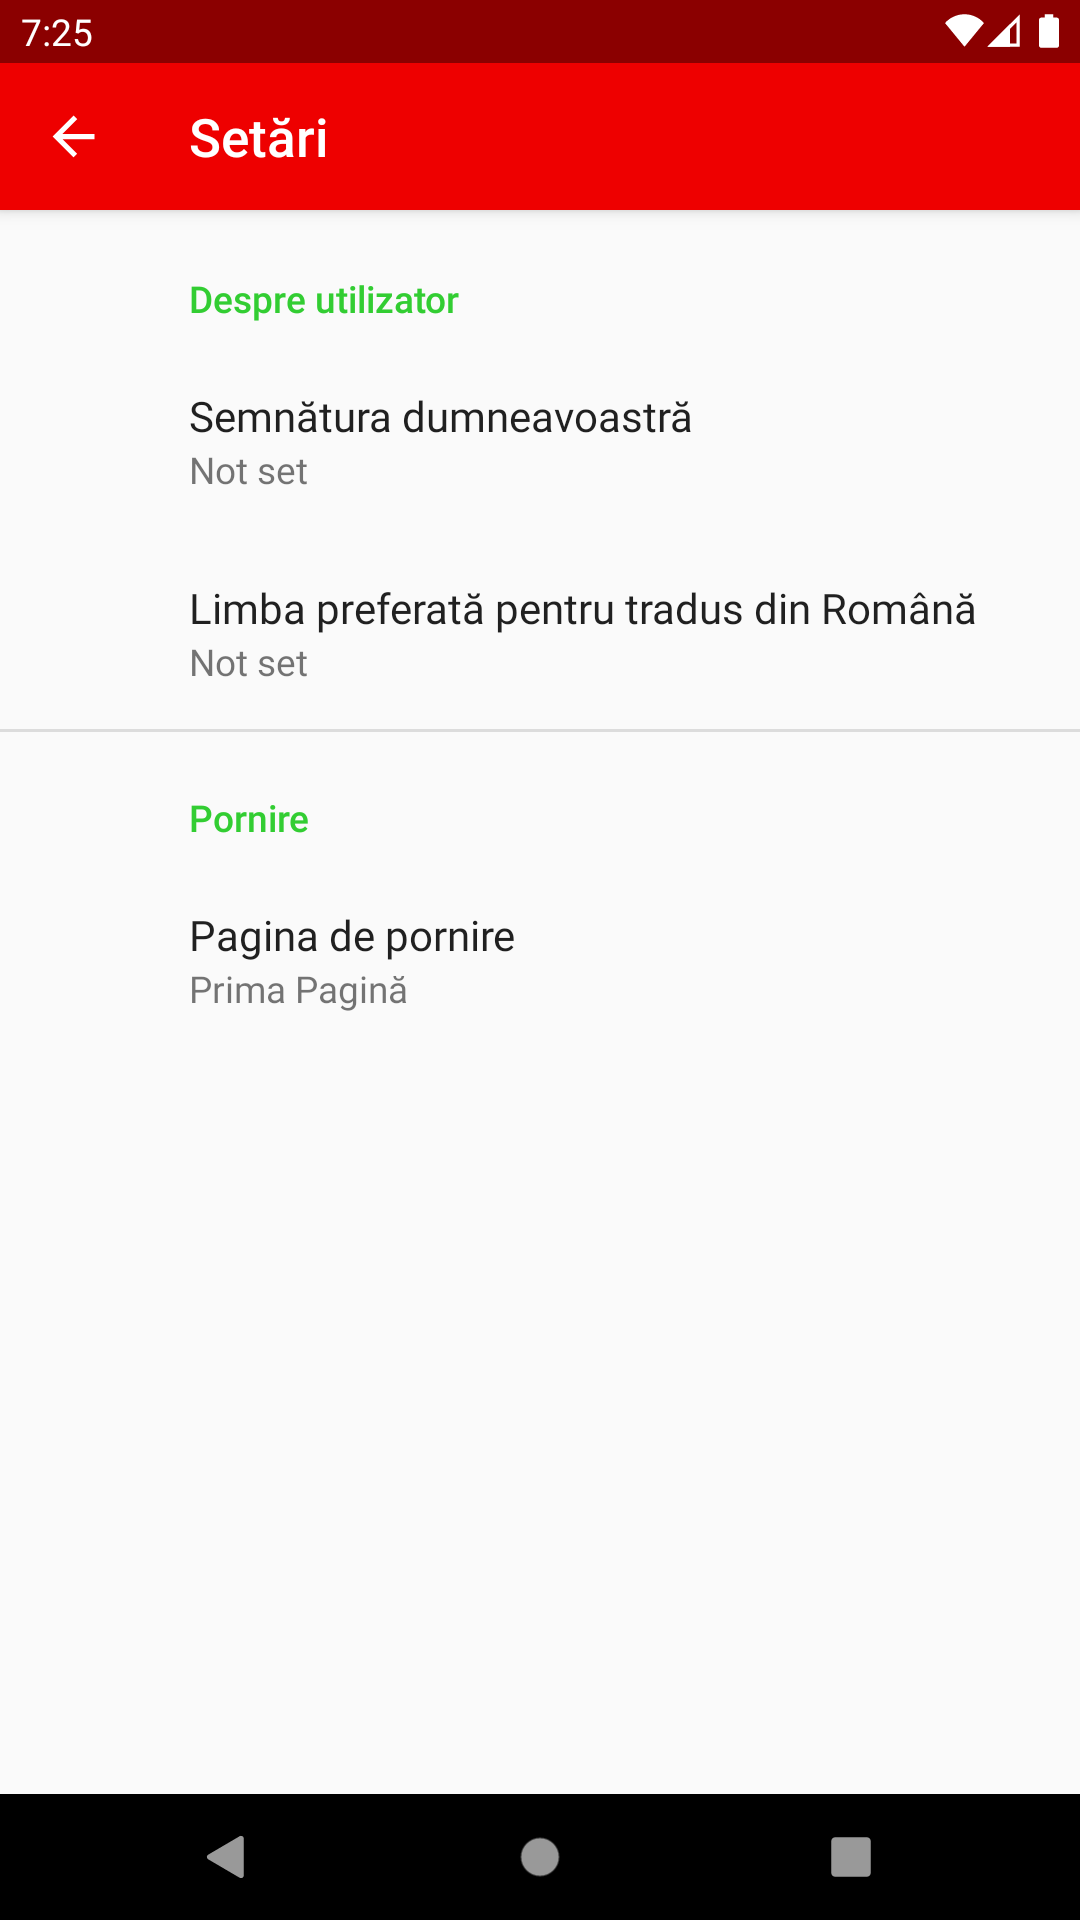 7:25
Setări
Despre utilizator
Semnătura dumneavoastră
Not set
Limba preferată pentru tradus din Română
Not set
Pornire
Pagina de pornire
Prima Pagină